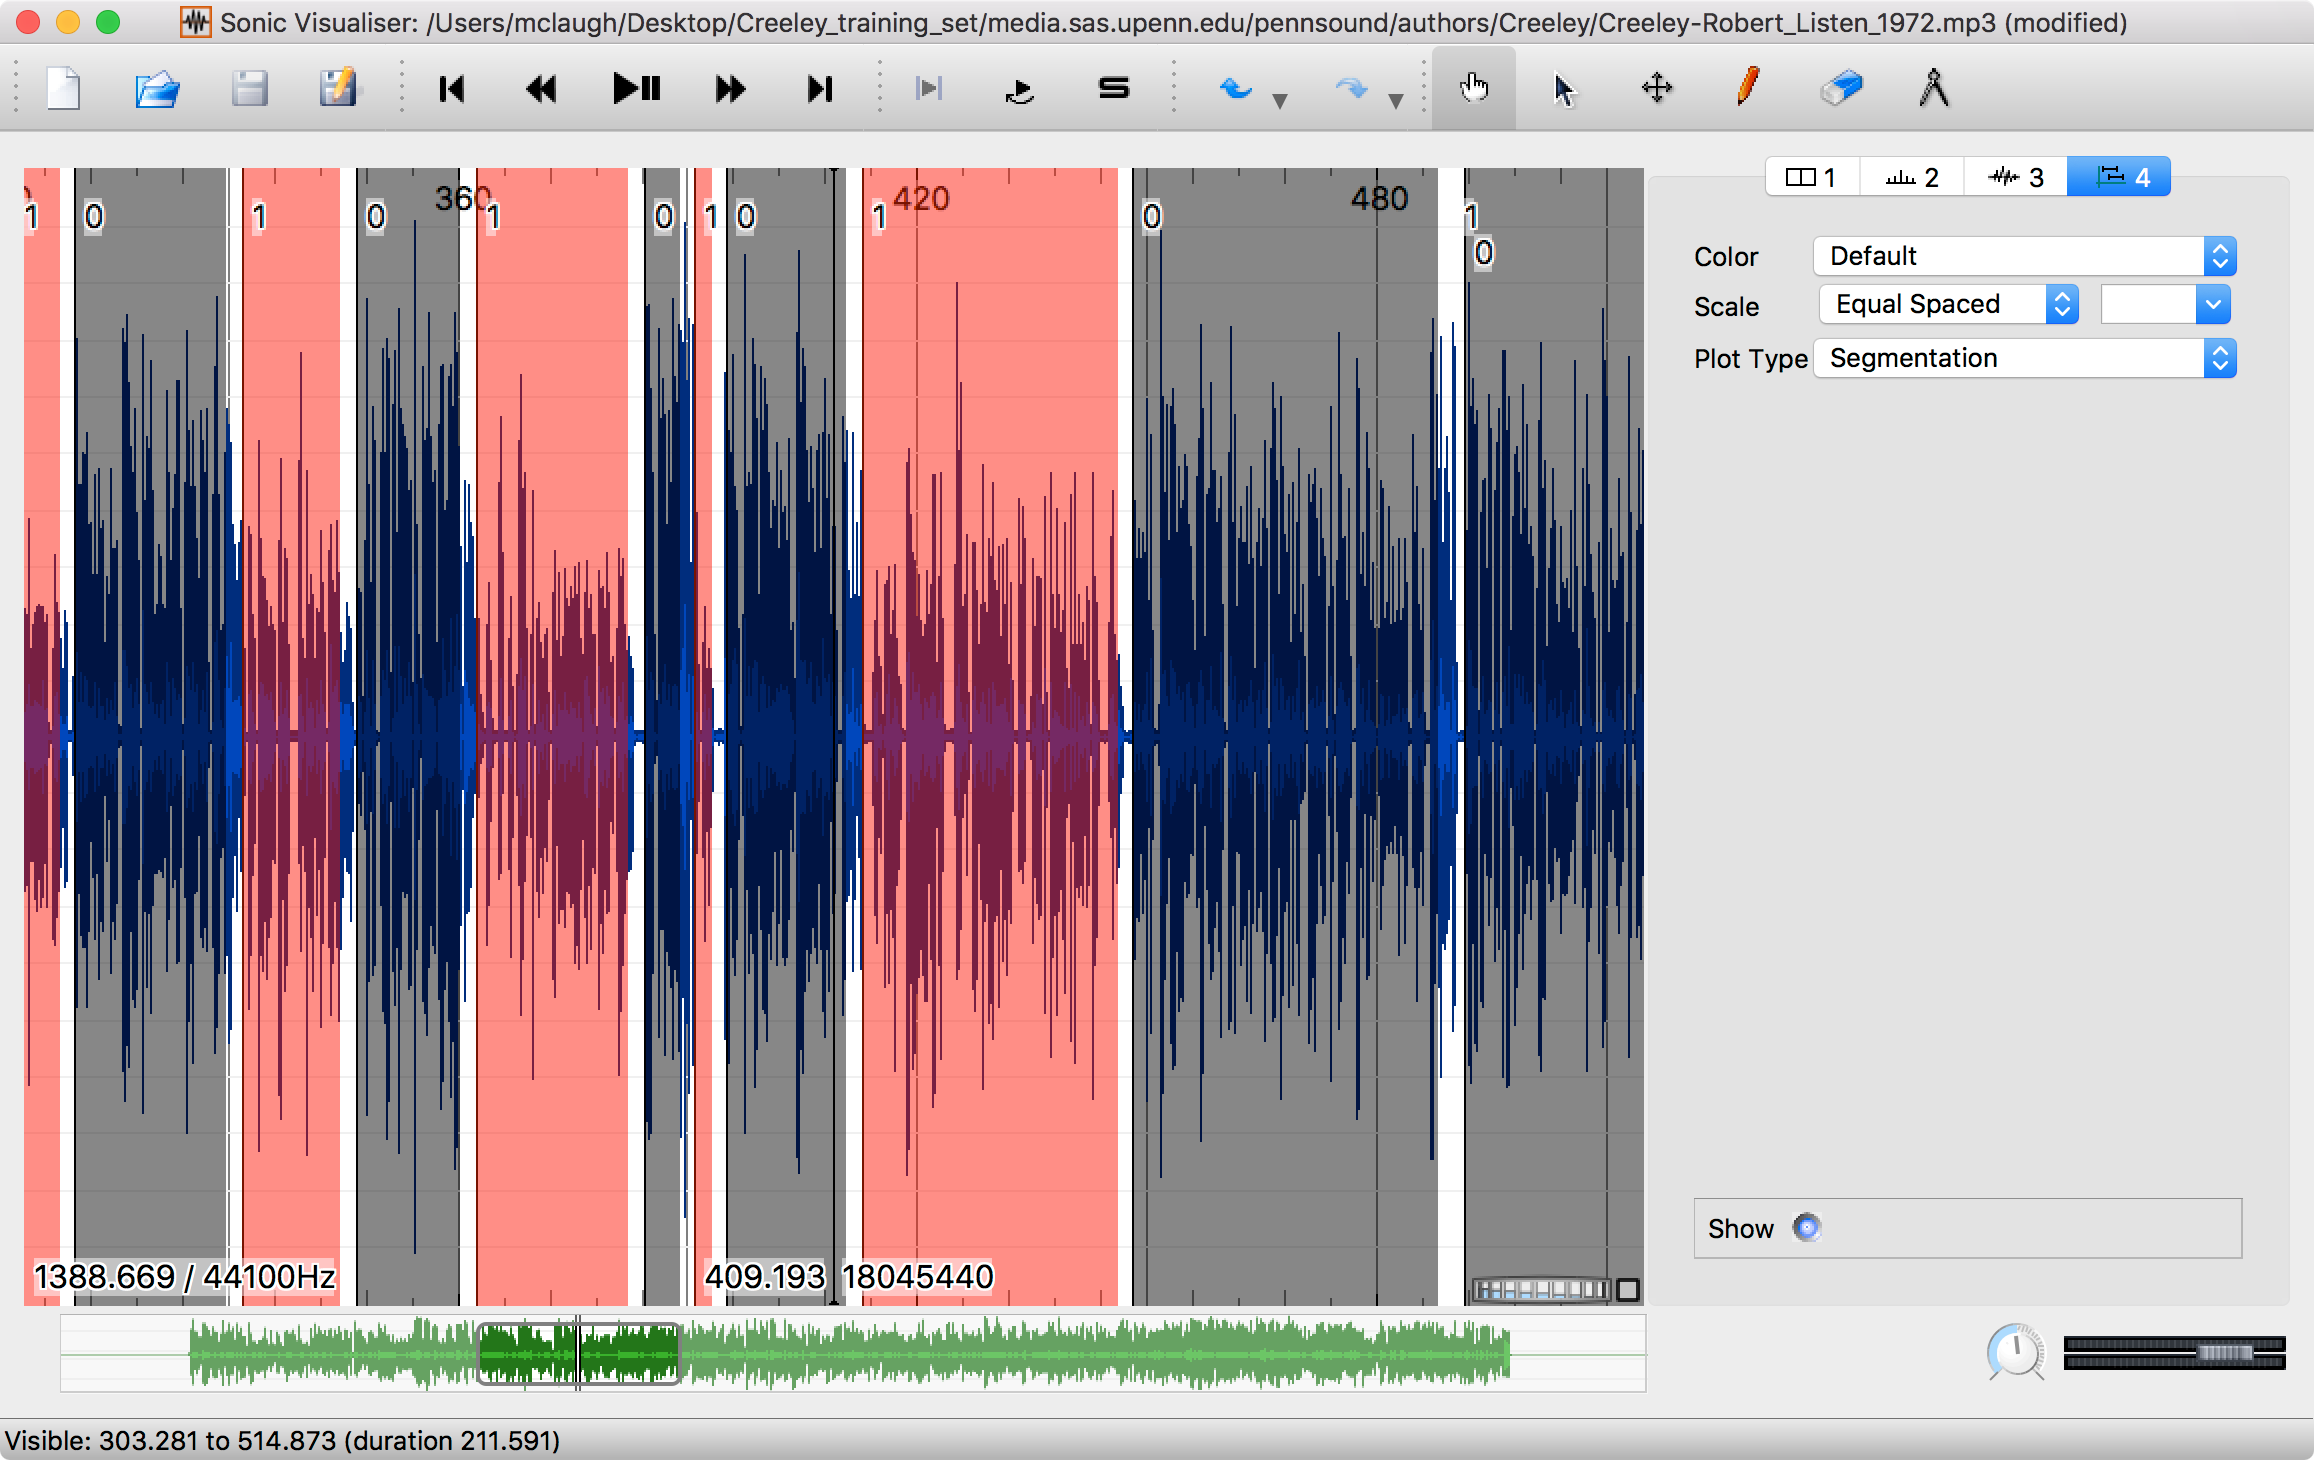 Sonic Visualiser: /Users/mclaugh/Desktop/Creeley_training_set/media.sas.upenn.edu/pennsound/authors/Creeley/Creeley-Robert_Listen_1972.mp3 (modified)
1 2 3 4
360 420 480
1 0 1 0 1 0 1 0 1 0 1
0
Color Default
Scale Equal Spaced
Plot Type Segmentation
Show
1388.669 / 44100Hz 409.193 18045440
Visible: 303.281 to 514.873 (duration 211.591)